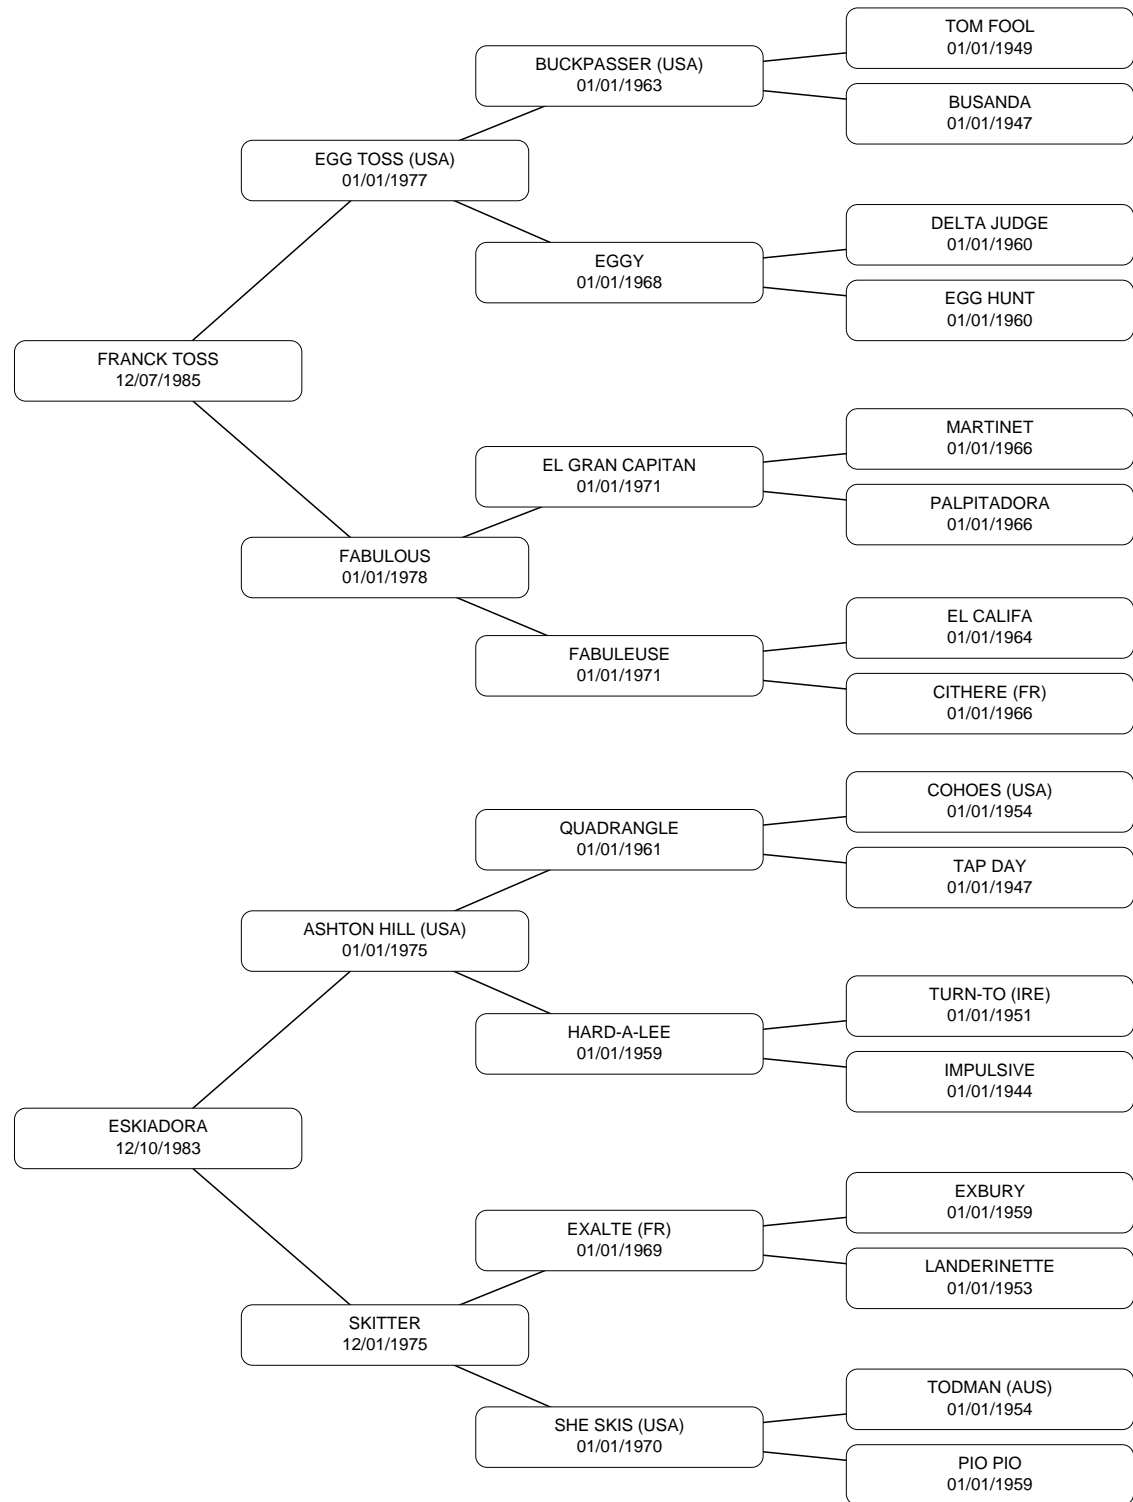 TOM FOOL
01/01/1949
BUCKPASSER (USA)
01/01/1963
BUSANDA
01/01/1947
EGG TOSS (USA)
01/01/1977
DELTA JUDGE
01/01/1960
EGGY
01/01/1968
EGG HUNT
01/01/1960
FRANCK TOSS
12/07/1985
MARTINET
01/01/1966
EL GRAN CAPITAN
01/01/1971
PALPITADORA
01/01/1966
FABULOUS
01/01/1978
EL CALIFA
01/01/1964
FABULEUSE
01/01/1971
CITHERE (FR)
01/01/1966
COHOES (USA)
01/01/1954
QUADRANGLE
01/01/1961
TAP DAY
01/01/1947
ASHTON HILL (USA)
01/01/1975
TURN-TO (IRE)
01/01/1951
HARD-A-LEE
01/01/1959
IMPULSIVE
01/01/1944
ESKIADORA
12/10/1983
EXBURY
01/01/1959
EXALTE (FR)
01/01/1969
LANDERINETTE
01/01/1953
SKITTER
12/01/1975
TODMAN (AUS)
01/01/1954
SHE SKIS (USA)
01/01/1970
PIO PIO
01/01/1959